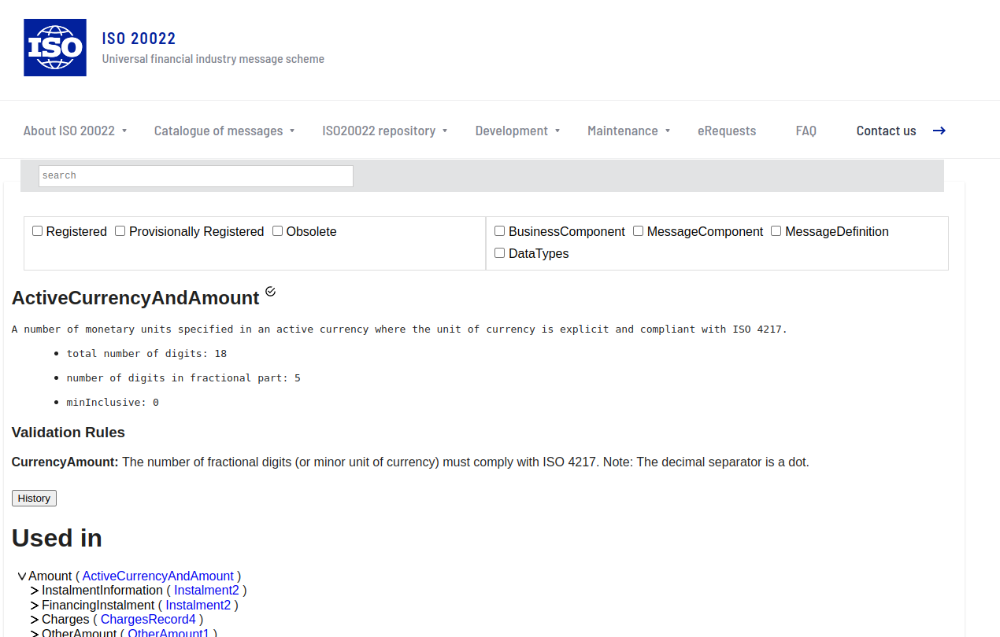 ISO
ISO 20022
Universal financial industry message scheme
About ISO 20022 Catalogue of messages ISO20022 repository Development Maintenance eRequests FAQ Contact us
search
Registered Provisionally Registered Obsolete
BusinessComponent MessageComponent MessageDefinition
DataTypes
ActiveCurrencyAndAmount
A number of monetary units specified in an active currency where the unit of currency is explicit and compliant with ISO 4217.
• total number of digits: 18
• number of digits in fractional part: 5
• minInclusive: 0
Validation Rules
CurrencyAmount: The number of fractional digits (or minor unit of currency) must comply with ISO 4217. Note: The decimal separator is a dot.
History
Used in
Amount ( ActiveCurrencyAndAmount )
InstalmentInformation ( Instalment2 )
FinancingInstalment ( Instalment2 )
Charges ( ChargesRecord4 )
OtherAmount ( OtherAmount1 )